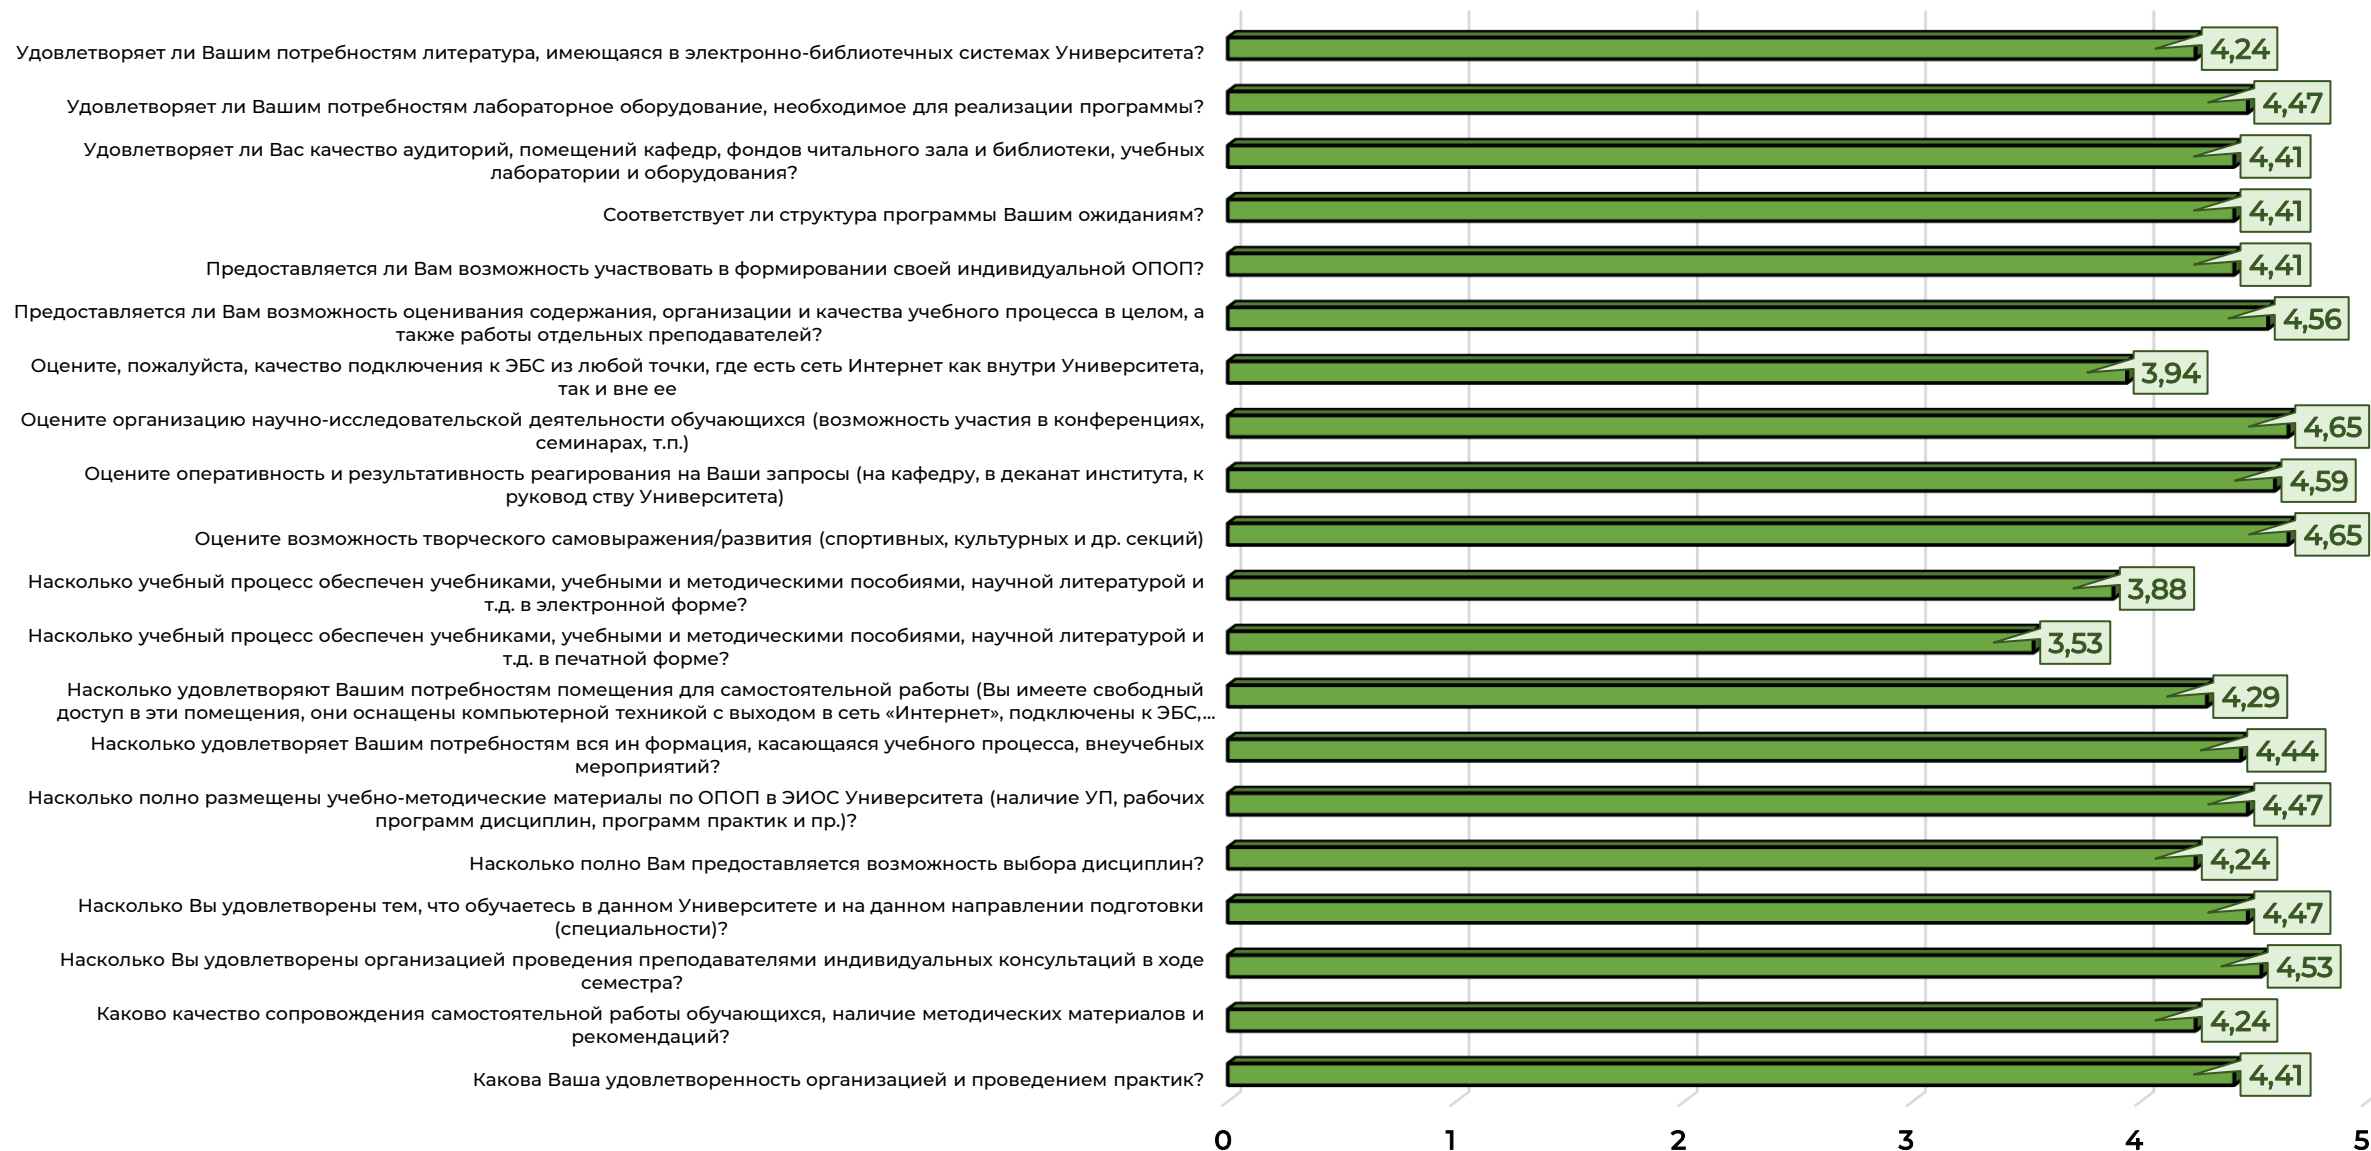 Удовлетворяет ли Вашим потребностям литература, имеющаяся в электронно-библиотечных системах Университета?
4,24
Удовлетворяет ли Вашим потребностям лабораторное оборудование, необходимое для реализации программы?
4,47
Удовлетворяет ли Вас качество аудиторий, помещений кафедр, фондов читального зала и библиотеки, учебных
лаборатории и оборудования?
4,41
Соответствует ли структура программы Вашим ожиданиям?
4,41
Предоставляется ли Вам возможность участвовать в формировании своей индивидуальной ОПОП?
4,41
Предоставляется ли Вам возможность оценивания содержания, организации и качества учебного процесса в целом, а
также работы отдельных преподавателей?
4,56
Оцените, пожалуйста, качество подключения к ЭБС из любой точки, где есть сеть Интернет как внутри Университета,
так и вне ее
3,94
Оцените организацию научно-исследовательской деятельности обучающихся (возможность участия в конференциях,
семинарах, т.п.)
4,65
Оцените оперативность и результативность реагирования на Ваши запросы (на кафедру, в деканат института, к
руковод ству Университета)
4,59
Оцените возможность творческого самовыражения/развития (спортивных, культурных и др. секций)
4,65
Насколько учебный процесс обеспечен учебниками, учебными и методическими пособиями, научной литературой и
т.д. в электронной форме?
3,88
Насколько учебный процесс обеспечен учебниками, учебными и методическими пособиями, научной литературой и
т.д. в печатной форме?
3,53
Насколько удовлетворяют Вашим потребностям помещения для самостоятельной работы (Вы имеете свободный
доступ в эти помещения, они оснащены компьютерной техникой с выходом в сеть «Интернет», подключены к ЭБС,...
4,29
Насколько удовлетворяет Вашим потребностям вся ин формация, касающаяся учебного процесса, внеучебных
мероприятий?
4,44
Насколько полно размещены учебно-методические материалы по ОПОП в ЭИОС Университета (наличие УП, рабочих
программ дисциплин, программ практик и пр.)?
4,47
Насколько полно Вам предоставляется возможность выбора дисциплин?
4,24
Насколько Вы удовлетворены тем, что обучаетесь в данном Университете и на данном направлении подготовки
(специальности)?
4,47
Насколько Вы удовлетворены организацией проведения преподавателями индивидуальных консультаций в ходе
семестра?
4,53
Каково качество сопровождения самостоятельной работы обучающихся, наличие методических материалов и
рекомендаций?
4,24
Какова Ваша удовлетворенность организацией и проведением практик?
4,41
0 1 2 3 4 5